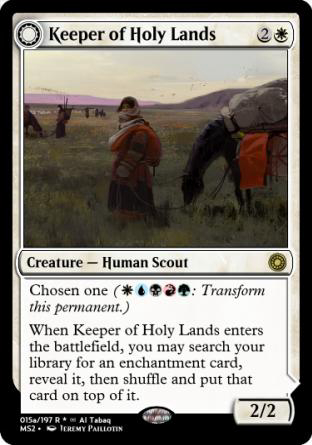 Keeper of Holy Lands 2
Creature — Human Scout
Chosen one (: Transform
this permanent.)
When Keeper of Holy Lands enters
the battlefield, you may search your
library for an enchantment card,
reveal it, then shuffle and put that
card on top of it.
2/2
015a/197 R * ∞ Al Tabaq
MS2 • Jeremy Paillotin